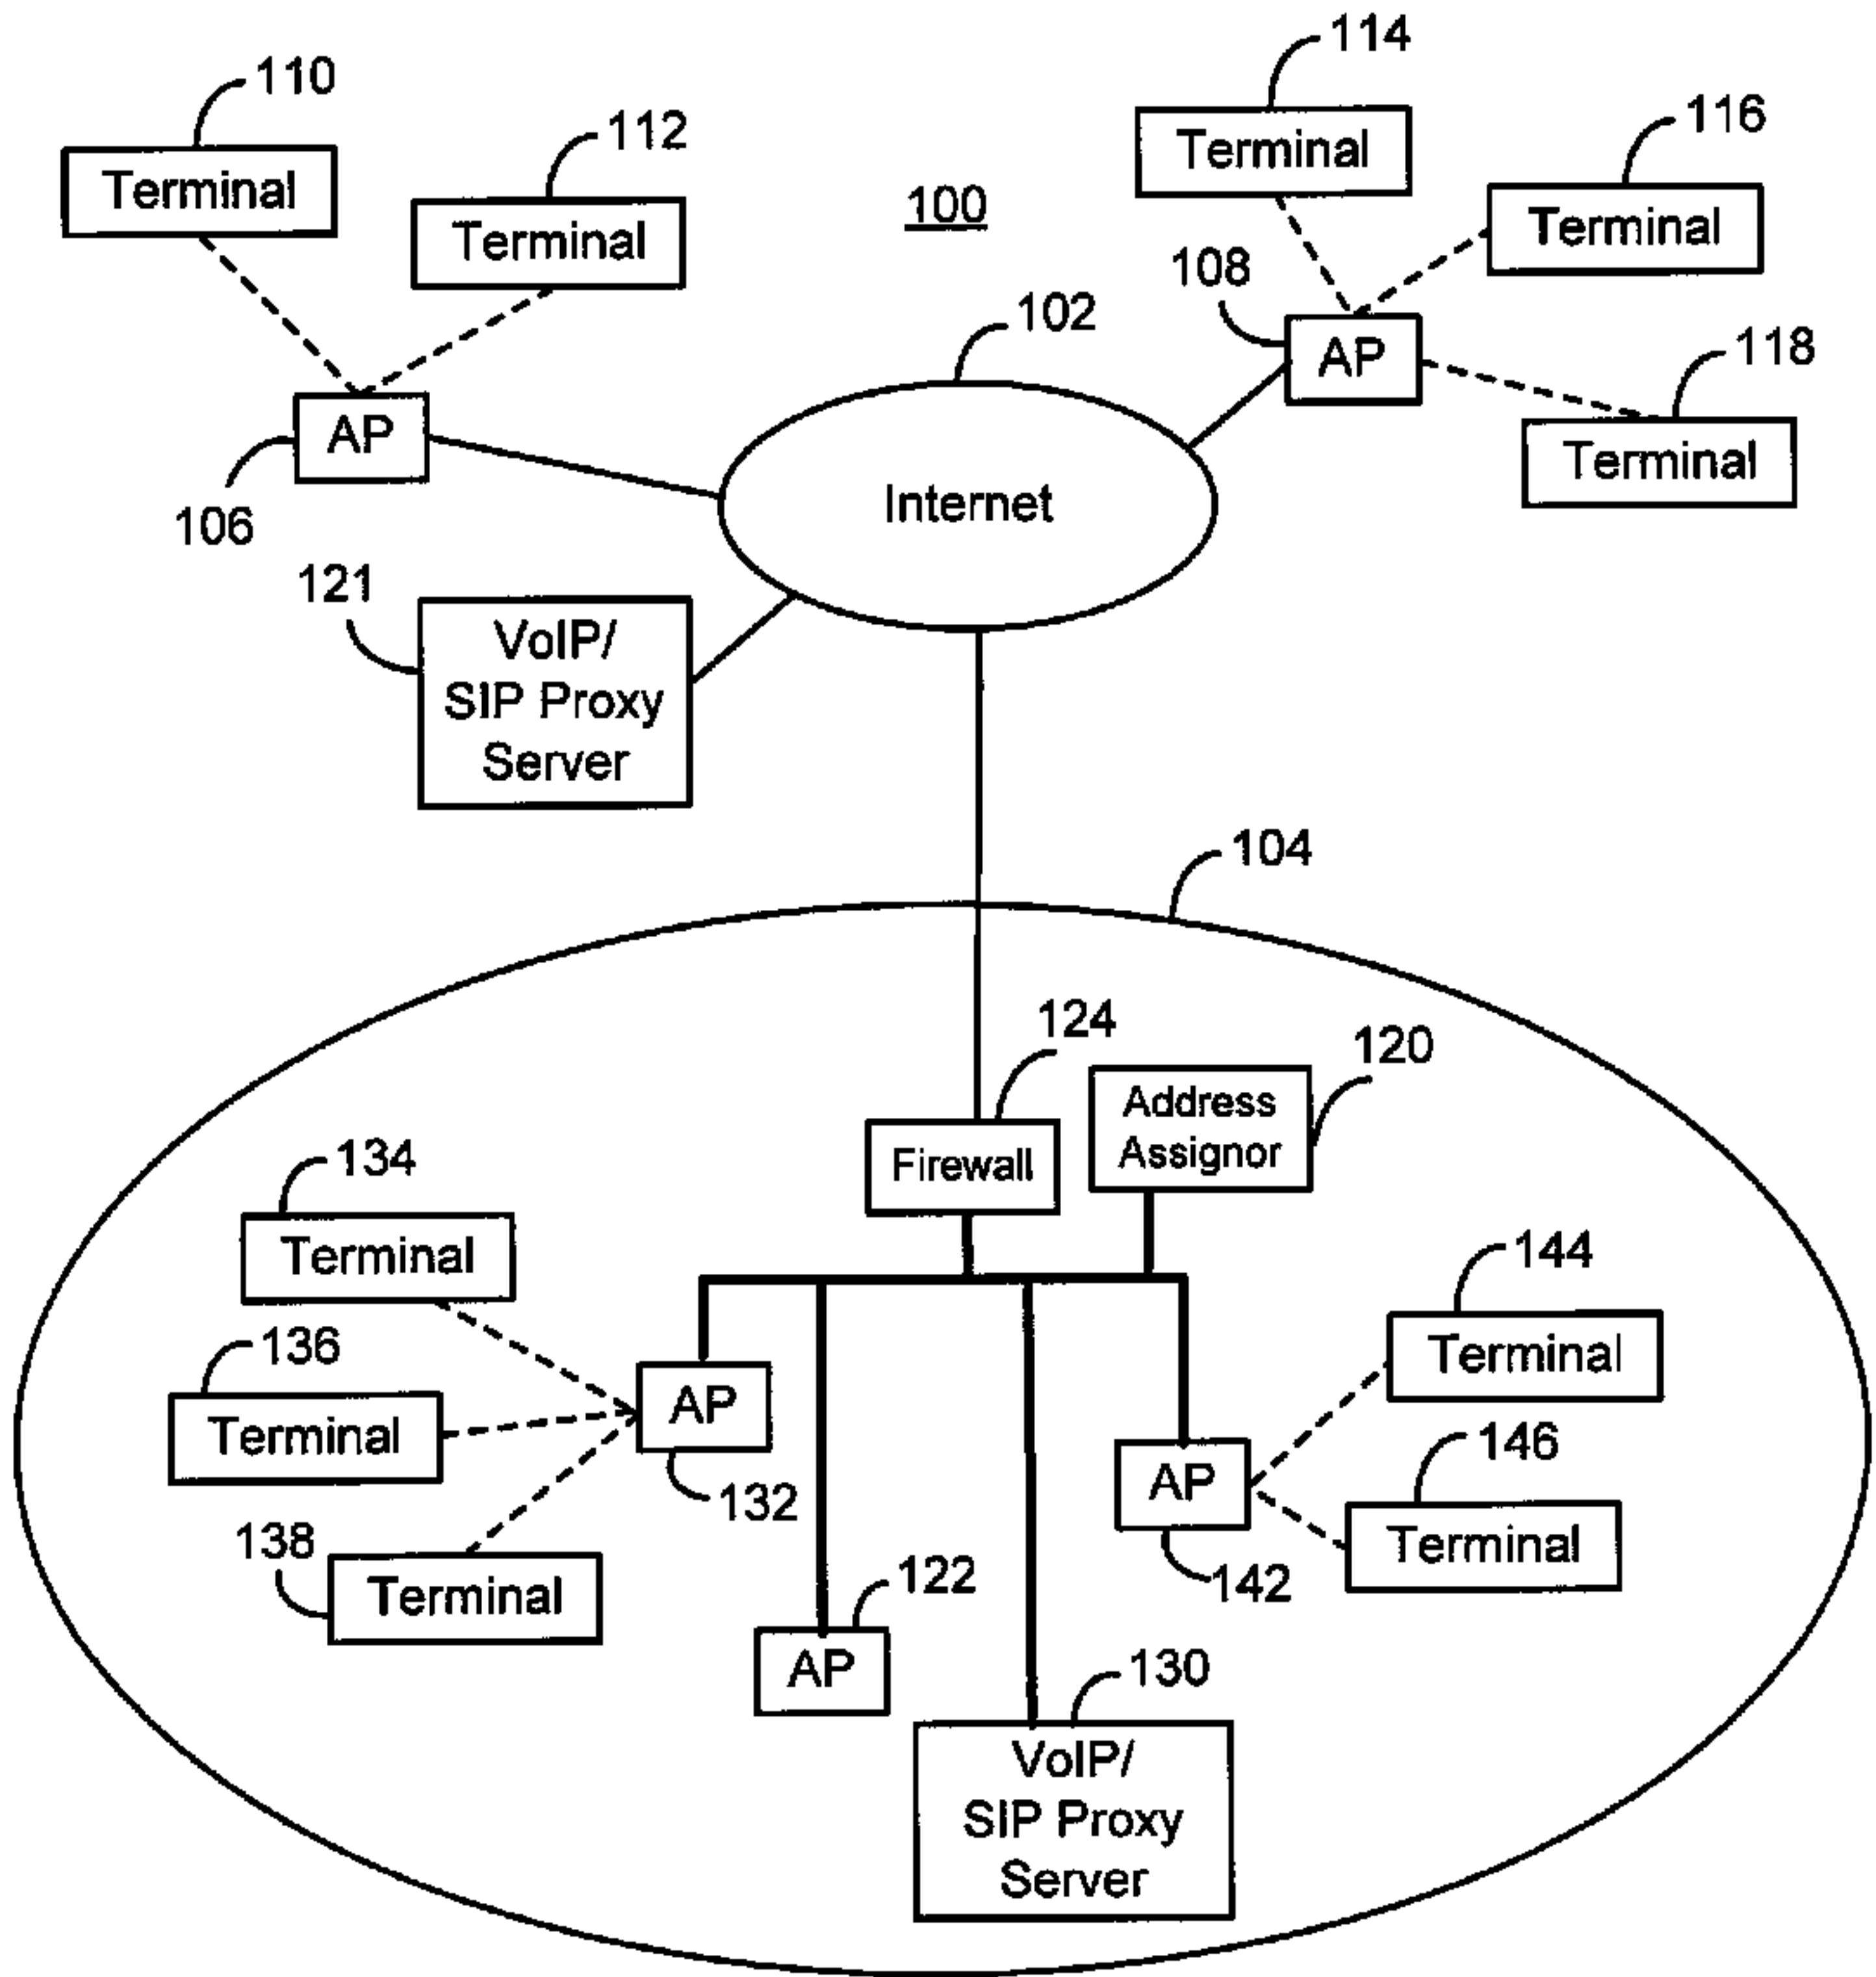 110
Terminal
112
Terminal
100
114
Terminal
116
Terminal
108
AP
118
Terminal
102
Internet
AP
106
121
VoIP/
SIP Proxy
Server
104
124
Firewall
120
Address
Assignor
134
Terminal
136
Terminal
138
Terminal
AP
132
122
AP
130
VoIP/
SIP Proxy
Server
AP
142
144
Terminal
146
Terminal